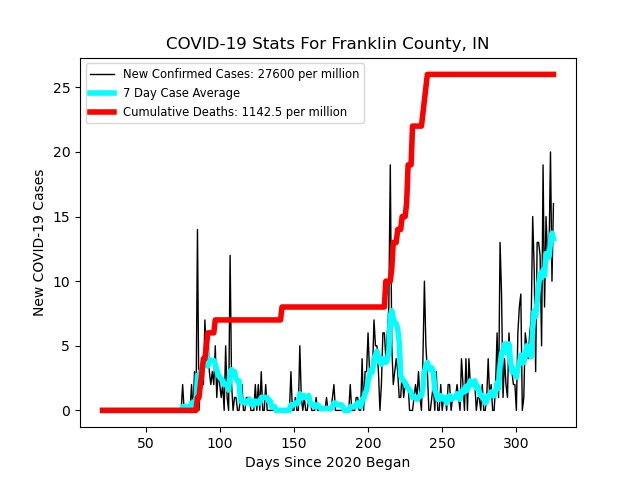 COVID-19 Stats For Franklin County, IN
New Confirmed Cases: 27600 per million
7 Day Case Average
Cumulative Deaths: 1142.5 per million
New COVID-19 Cases
25
20
15
10
5
0
50 100 150 200 250 300
Days Since 2020 Began